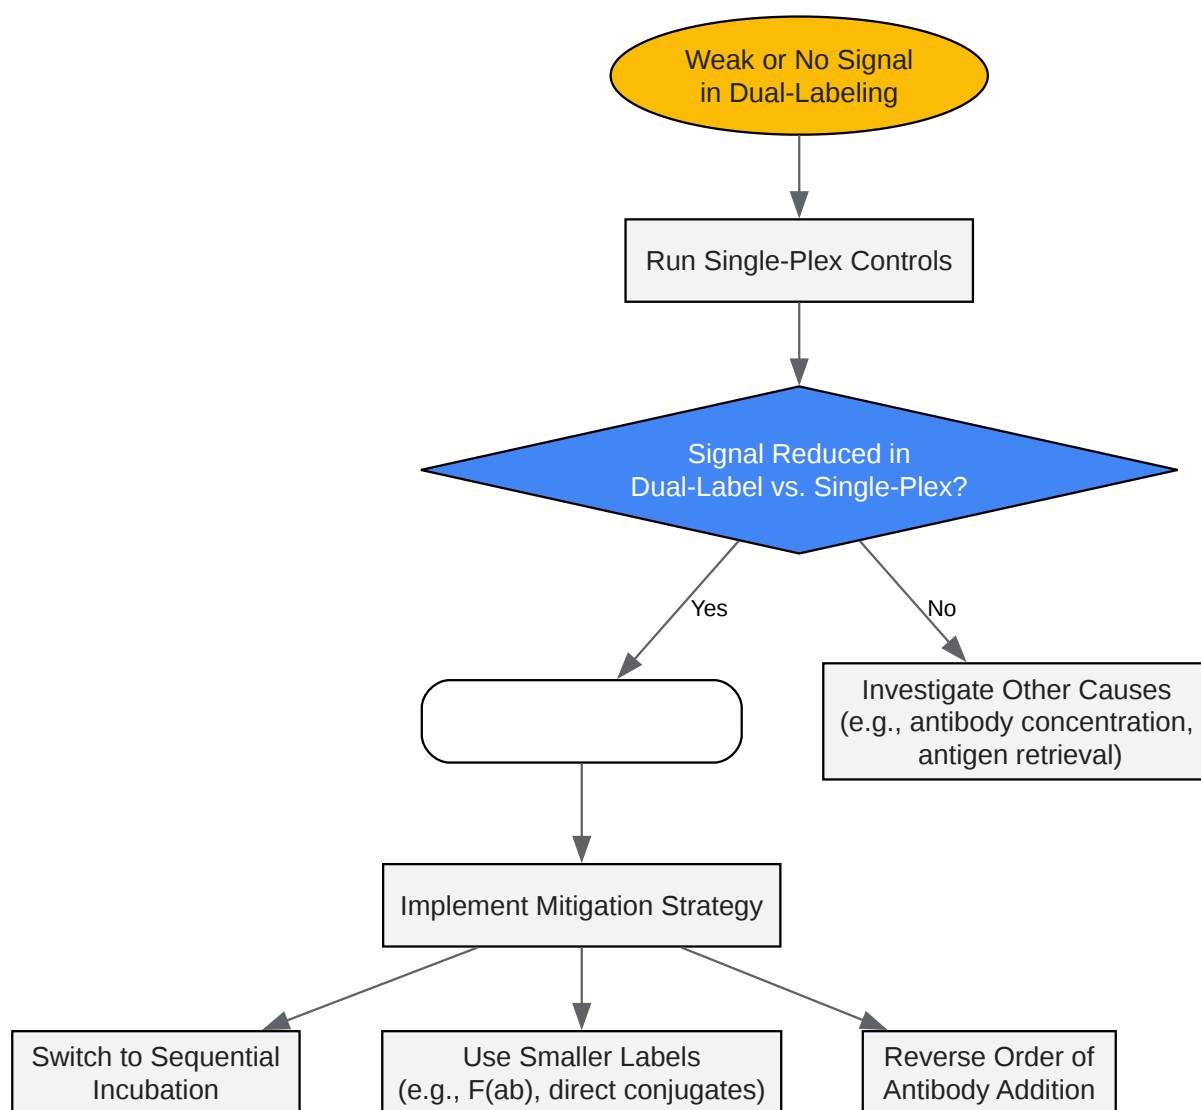 Weak or No Signal
in Dual-Labeling
Run Single-Plex Controls
Signal Reduced in
Dual-Label vs. Single-Plex?
Yes
No
Investigate Other Causes
(e.g., antibody concentration,
antigen retrieval)
Implement Mitigation Strategy
Switch to Sequential
Incubation
Use Smaller Labels
(e.g., F(ab), direct conjugates)
Reverse Order of
Antibody Addition